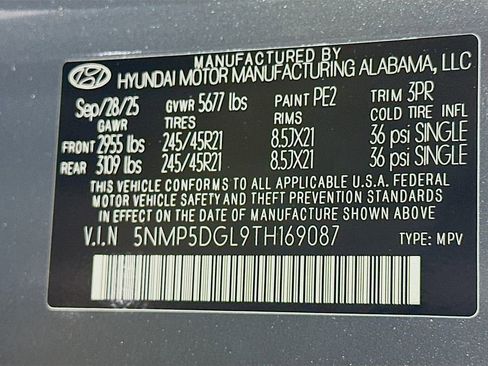 MANUFACTURED BY
HYUNDAI MOTOR MANUFACTURING ALABAMA, LLC
Sep/28/25 GVWR 5677 lbs PAINT PE2 TRIM 3PR
GAWR TIRES RIMS COLD TIRE INFL
FRONT 2955 lbs 245/45R21 8.5JX21 36 psi SINGLE
REAR 3109 lbs 245/45R21 8.5JX21 36 psi SINGLE
THIS VEHICLE CONFORMS TO ALL APPLICABLE U.S.A. FEDERAL
MOTOR VEHICLE SAFETY AND THEFT PREVENTION STANDARDS
IN EFFECT ON THE DATE OF MANUFACTURE SHOWN ABOVE.
V.I.N 5NMP5DGL9TH169087 TYPE: MPV